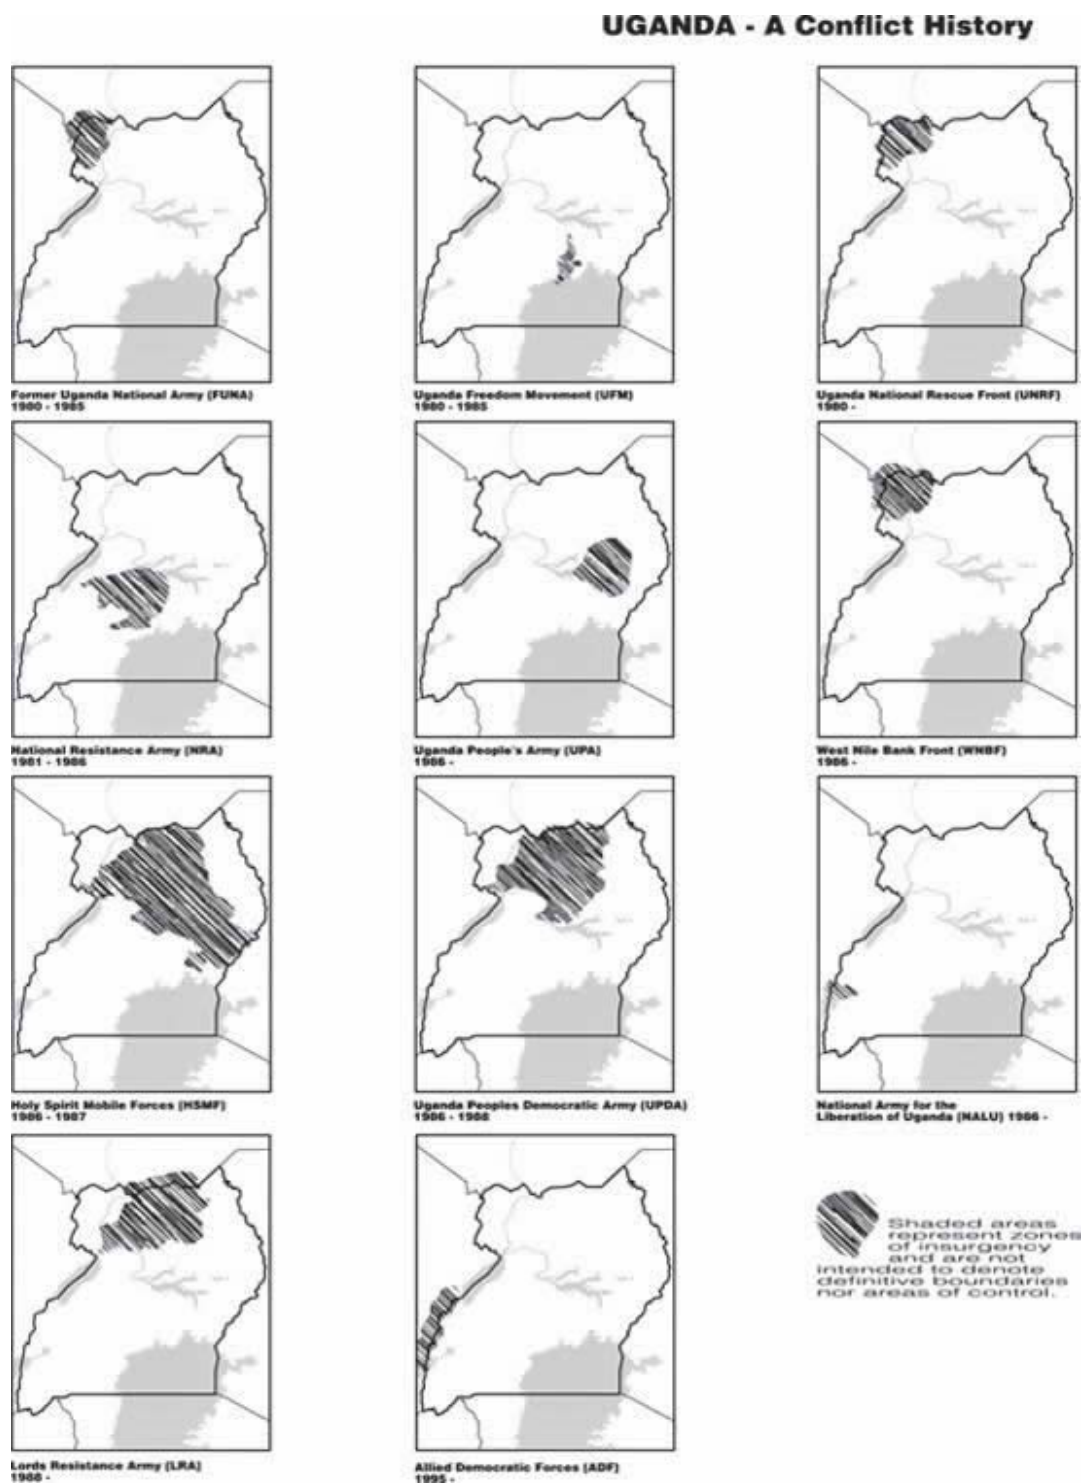 UGANDA - A Conflict History
Former Uganda National Army (FUNA)
1980 - 1985
Uganda Freedom Movement (UFM)
1980 - 1985
Uganda National Rescue Front (UNRF)
1980 -
National Resistance Army (NRA)
1981 - 1986
Uganda People's Army (UPA)
1986 -
West Nile Bank Front (WNBF)
1986 -
Holy Spirit Mobile Forces (HSMF)
1986 - 1987
Uganda Peoples Democratic Army (UPDA)
1986 - 1988
National Army for the
Liberation of Uganda (NALU) 1986 -
Lords Resistance Army (LRA)
1988 -
Allied Democratic Forces (ADF)
1995 -
Shaded areas
represent zones
of insurgency
and are not
intended to denote
definitive boundaries
nor areas of control.